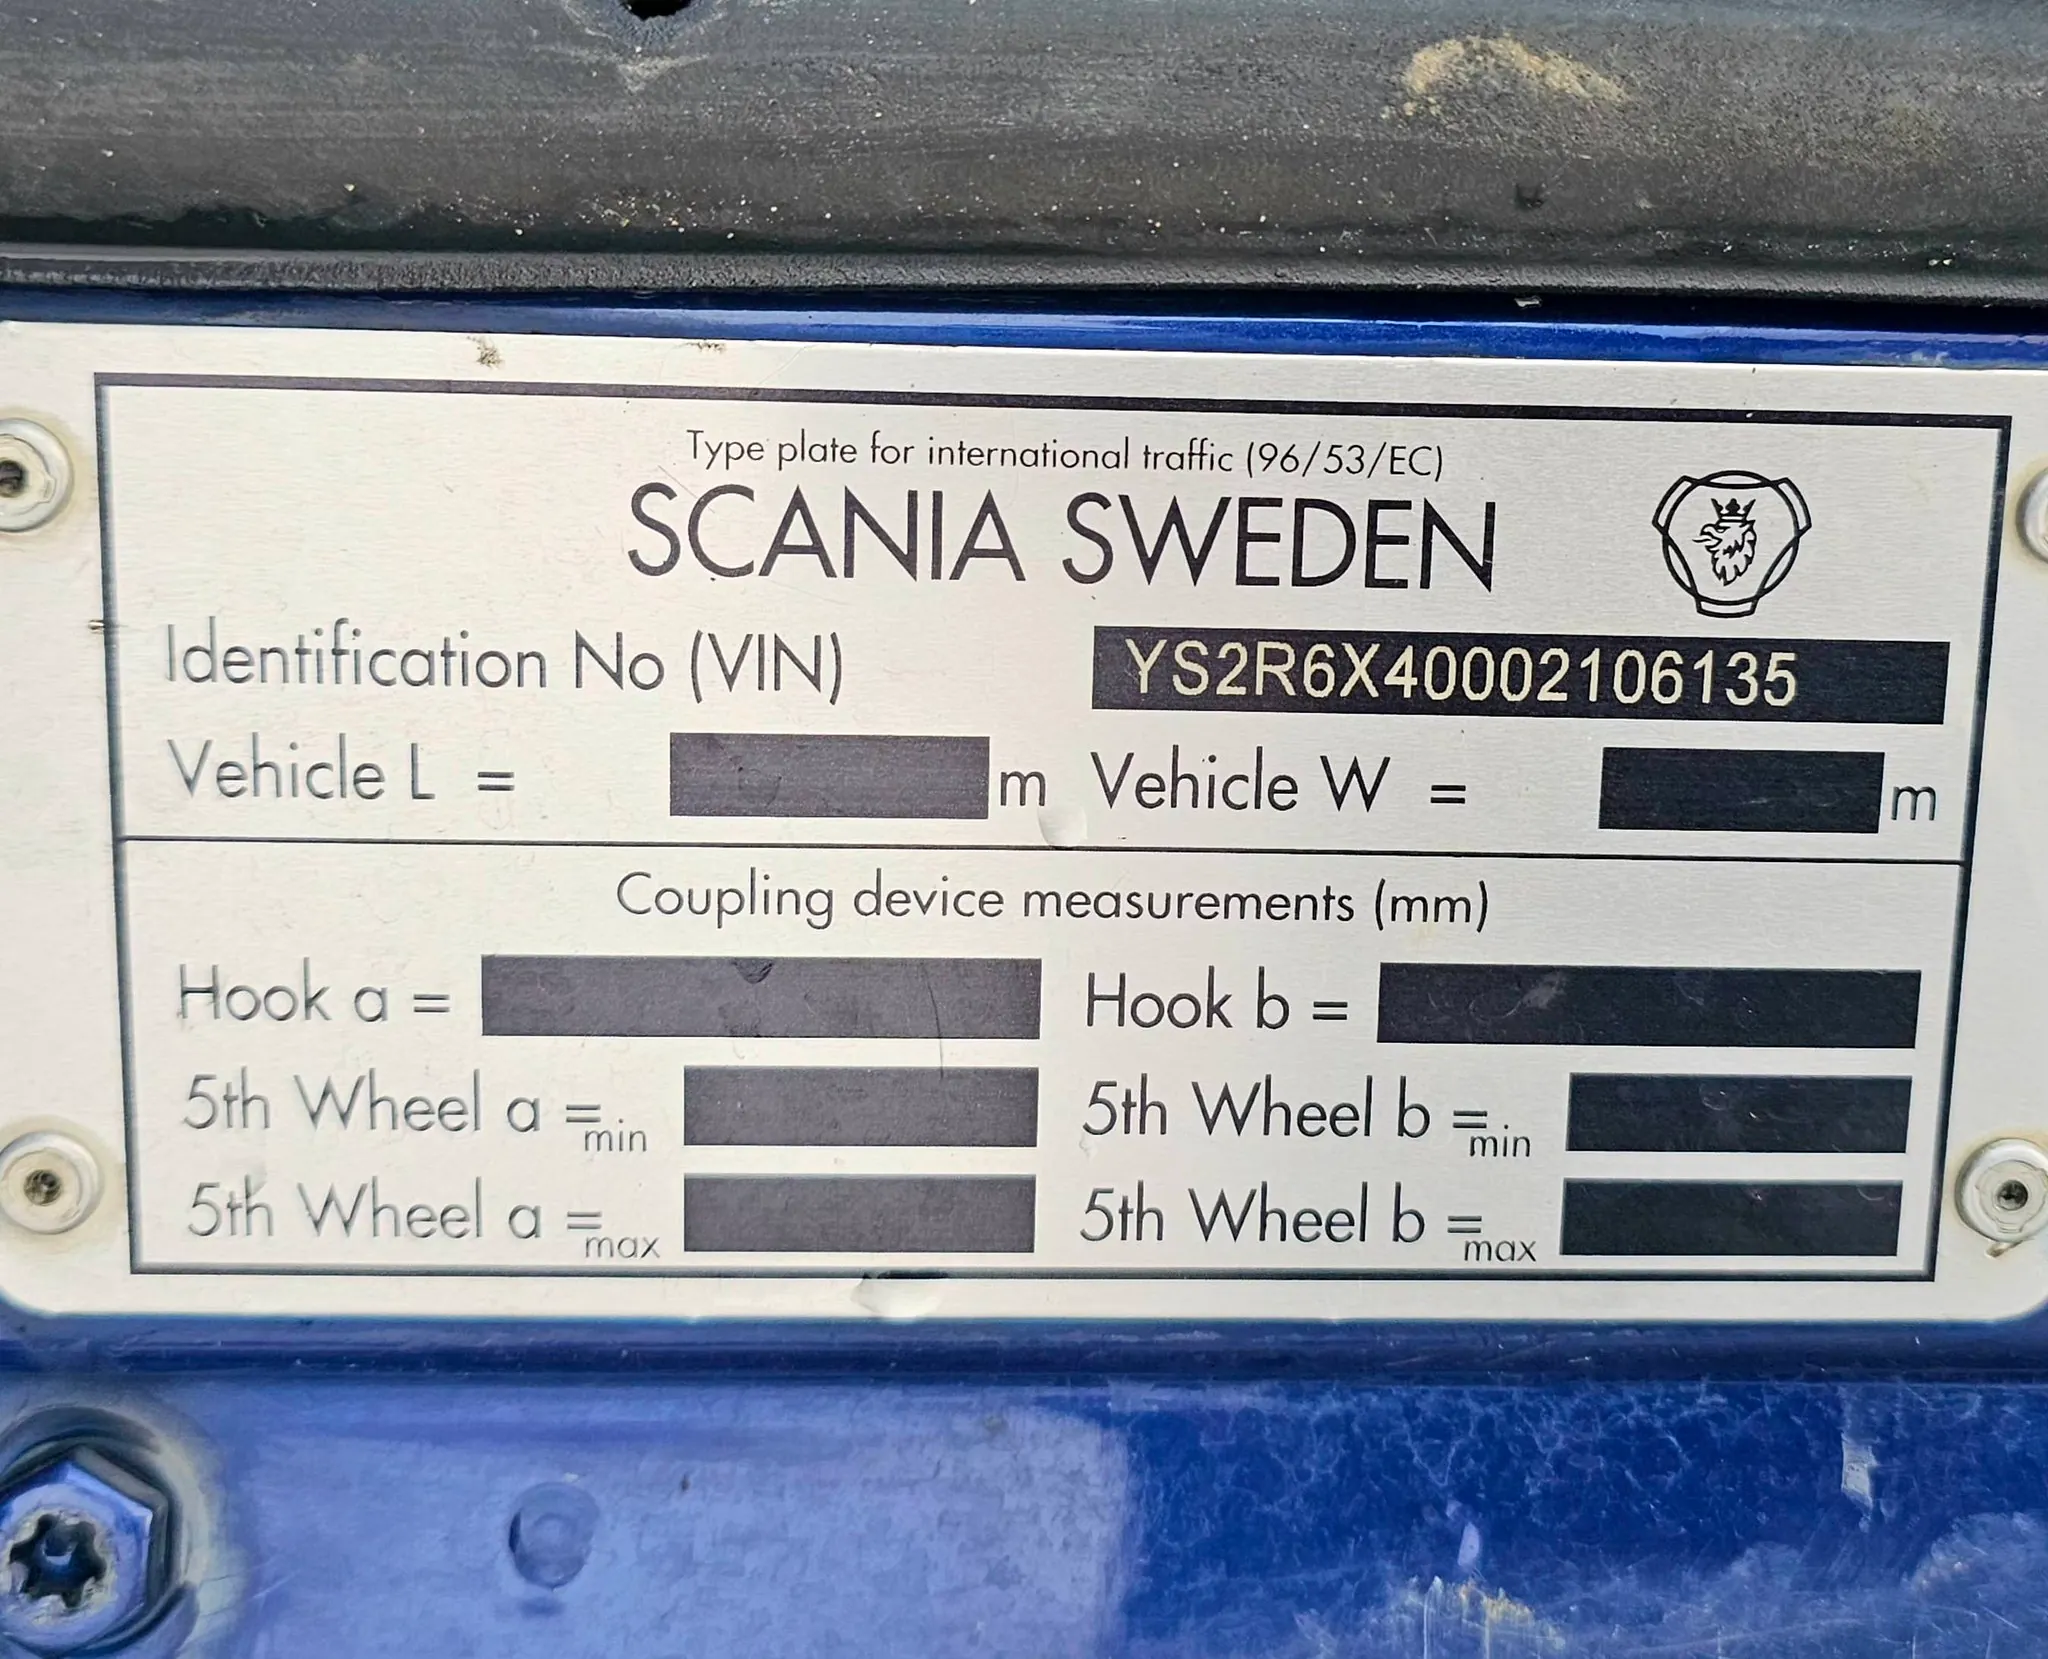 Type plate for international traffic (96/53/EC)
SCANIA SWEDEN
Identification No (VIN) YS2R6X40002106135
Vehicle L = m Vehicle W = m
Coupling device measurements (mm)
Hook a = Hook b =
5th Wheel a =min 5th Wheel b =min
5th Wheel a =max 5th Wheel b =max